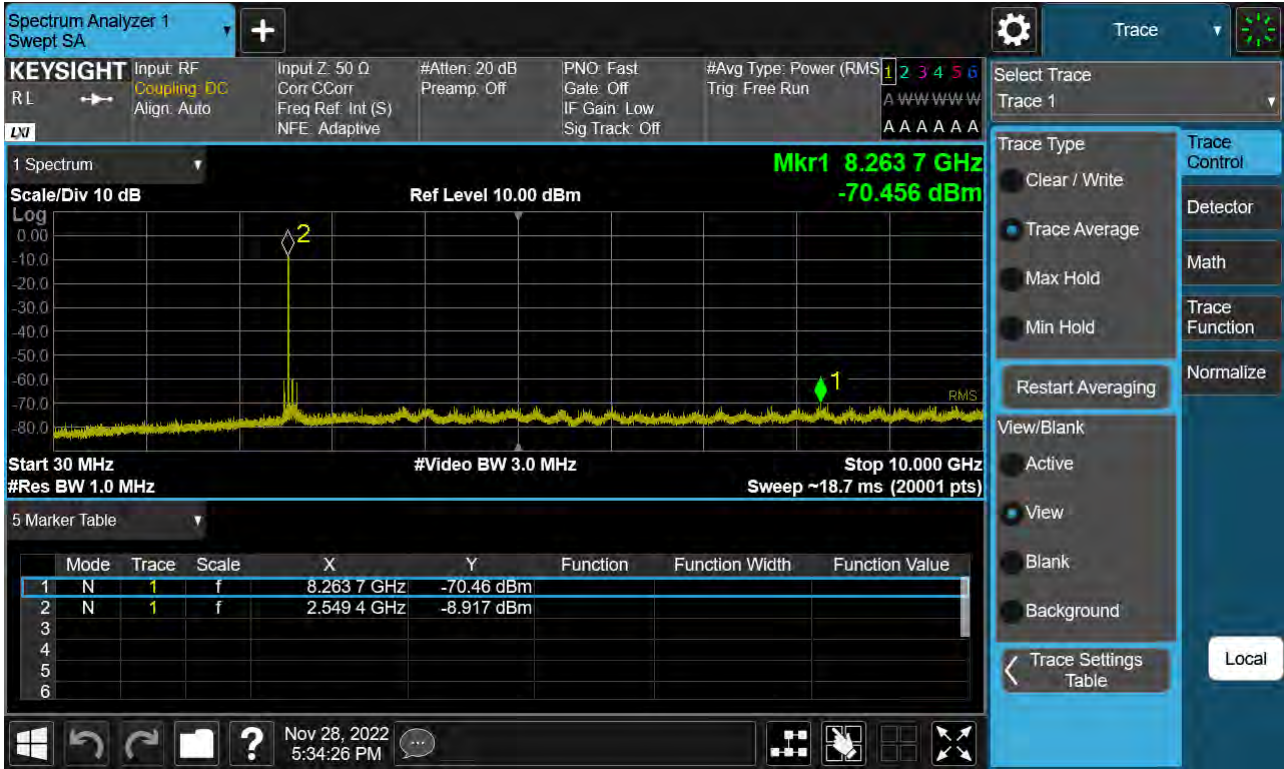 Spectrum Analyzer 1
Swept SA
+
Trace
KEYSIGHT
RL
LXI
Input: RF
Coupling: DC
Align: Auto
Input Z: 50 Ω
Corr CCorr
Freq Ref: Int (S)
NFE: Adaptive
#Atten: 20 dB
Preamp: Off
PNO: Fast
Gate: Off
IF Gain: Low
Sig Track: Off
#Avg Type: Power (RMS
Trig: Free Run
1 2 3 4 5 6
A W W W W W
A A A A A A
Select Trace
Trace 1
1 Spectrum
Mkr1 8.263 7 GHz
-70.456 dBm
Scale/Div 10 dB
Ref Level 10.00 dBm
Log
0.00
-10.0
-20.0
-30.0
-40.0
-50.0
-60.0
-70.0
-80.0
2
1
RMS
Start 30 MHz
#Video BW 3.0 MHz
Stop 10.000 GHz
#Res BW 1.0 MHz
Sweep ~18.7 ms (20001 pts)
5 Marker Table
Mode Trace Scale X Y Function Function Width Function Value
1 N 1 f 8.263 7 GHz -70.46 dBm
2 N 1 f 2.549 4 GHz -8.917 dBm
3
4
5
6
Trace Type
Clear / Write
Trace Average
Max Hold
Min Hold
Restart Averaging
View/Blank
Active
View
Blank
Background
Trace Settings
Table
Trace
Control
Detector
Math
Trace
Function
Normalize
Local
?
Nov 28, 2022
5:34:26 PM